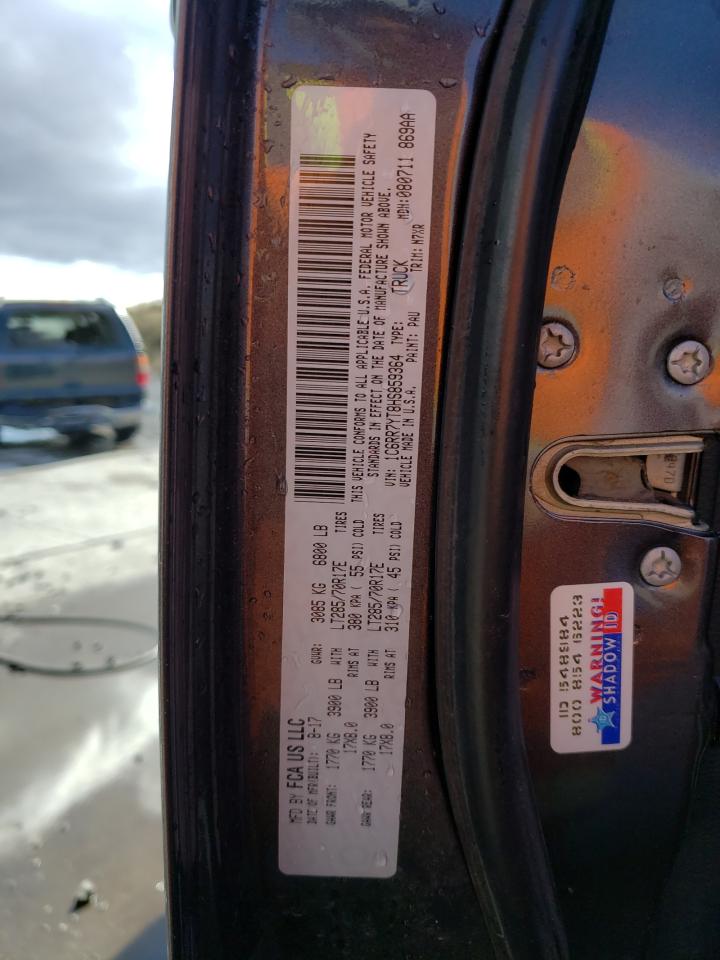 MFD BY FCA US LLC
DATE OF MFR(BUILT): 8-17
GVWR: 3085 KG 6800 LB
GAWR FRONT: 1770 KG 3900 LB WITH LT285/70R17E TIRES
17X8.0 RIMS AT 380 KPA ( 55 PSI) COLD
GAWR REAR: 1770 KG 3900 LB WITH LT285/70R17E TIRES
17X8.0 RIMS AT 310 KPA ( 45 PSI) COLD
THIS VEHICLE CONFORMS TO ALL APPLICABLE U.S.A. FEDERAL MOTOR VEHICLE SAFETY
STANDARDS IN EFFECT ON THE DATE OF MANUFACTURE SHOWN ABOVE.
VIN: 1C6RR7YT8HS859364 TYPE: TRUCK MDH:080711 869AA
VEHICLE MADE IN U.S.A. PAINT: PAU TRIM: N7XR
ID 548984
800 854 5223
WARNING!
SHADOW ID